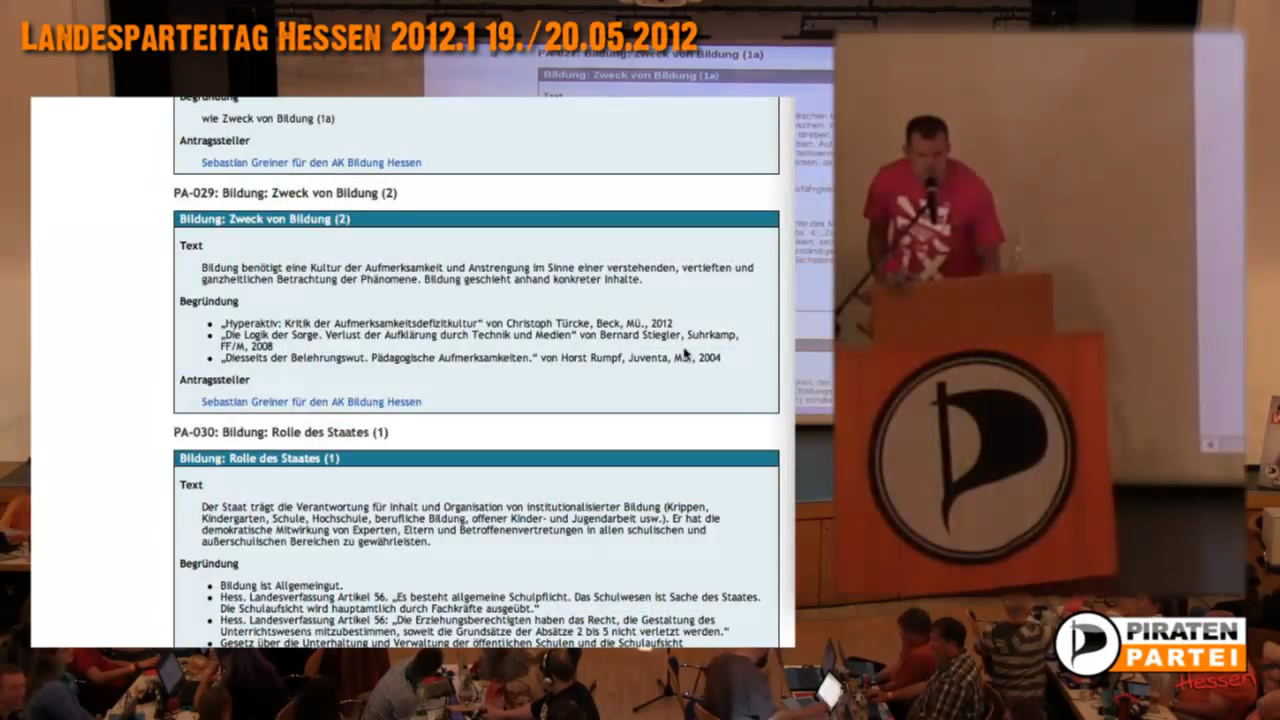 LANDESPARTEITAG HESSEN 2012.1 19./20.05.2012
PA-027: Bildung: Zweck von Bildung (1a)
Bildung: Zweck von Bildung (1a)
Text
Begründung
wie Zweck von Bildung (1a)
Antragssteller
Sebastian Greiner für den AK Bildung Hessen
PA-029: Bildung: Zweck von Bildung (2)
Bildung: Zweck von Bildung (2)
Text
Bildung benötigt eine Kultur der Aufmerksamkeit und Anstrengung im Sinne einer verstehenden, vertieften und
ganzheitlichen Betrachtung der Phänomene. Bildung geschieht anhand konkreter Inhalte.
Begründung
• „Hyperaktiv: Kritik der Aufmerksamkeitsdefizitkultur“ von Christoph Türcke, Beck, Mü., 2012
• „Die Logik der Sorge. Verlust der Aufklärung durch Technik und Medien“ von Bernard Stiegler, Suhrkamp,
FF/M, 2008
• „Diesseits der Belehrungswut. Pädagogische Aufmerksamkeiten.“ von Horst Rumpf, Juventa, 2004
Antragssteller
Sebastian Greiner für den AK Bildung Hessen
PA-030: Bildung: Rolle des Staates (1)
Bildung: Rolle des Staates (1)
Text
Der Staat trägt die Verantwortung für Inhalt und Organisation von institutionalisierter Bildung (Krippen,
Kindergarten, Schule, Hochschule, berufliche Bildung, offener Kinder- und Jugendarbeit usw.). Er hat die
demokratische Mitwirkung von Experten, Eltern und Betroffenenvertretungen in allen schulischen und
außerschulischen Bereichen zu gewährleisten.
Begründung
• Bildung ist Allgemeingut.
• Hess. Landesverfassung Artikel 56. „Es besteht allgemeine Schulpflicht. Das Schulwesen ist Sache des Staates.
Die Schulaufsicht wird hauptamtlich durch Fachkräfte ausgeübt.“
• Hess. Landesverfassung Artikel 56: „Die Erziehungsberechtigten haben das Recht, die Gestaltung des
Unterrichtswesens mitzubestimmen, soweit die Grundsätze der Absätze 2 bis 5 nicht verletzt werden.“
• Gesetz über die Unterhaltung und Verwaltung der öffentlichen Schulen und die Schulaufsicht
PIRATEN
PARTEI
Hessen